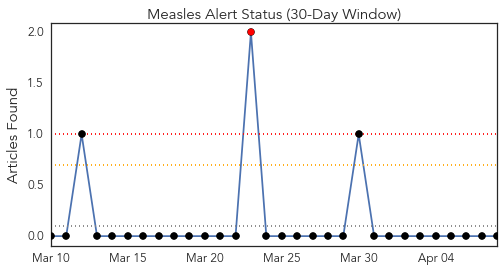 Measles Alert Status (30-Day Window)
Articles Found
2.0
1.5
1.0
0.5
0.0
Mar 10 Mar 15 Mar 20 Mar 25 Mar 30 Apr 04